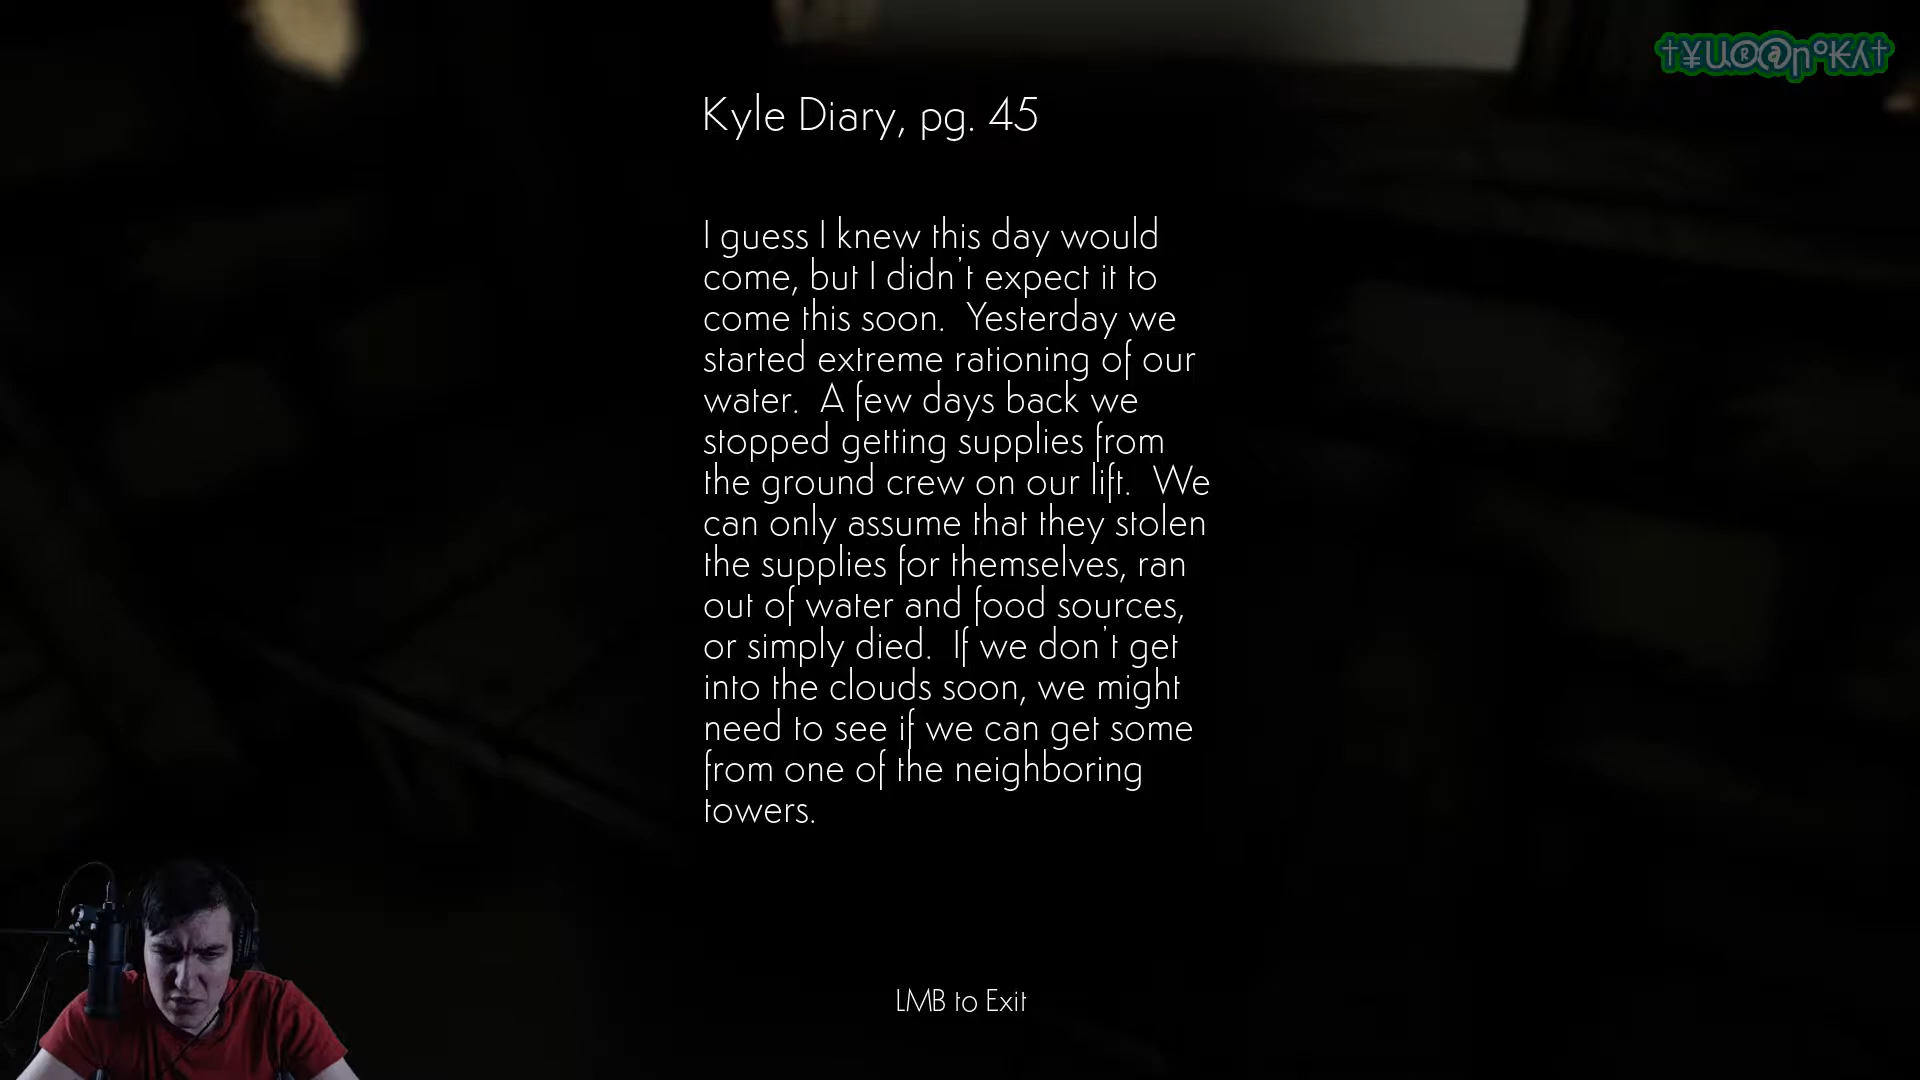 †¥U®@η°₭⅄†
Kyle Diary, pg. 45
I guess I knew this day would
come, but I didn't expect it to
come this soon.  Yesterday we
started extreme rationing of our
water.  A few days back we
stopped getting supplies from
the ground crew on our lift.  We
can only assume that they stolen
the supplies for themselves, ran
out of water and food sources,
or simply died.  If we don't get
into the clouds soon, we might
need to see if we can get some
from one of the neighboring
towers.
LMB to Exit